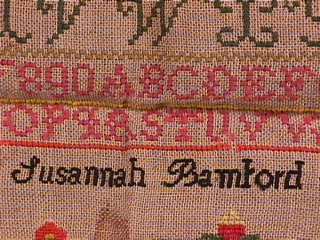 V W
7890ABCDEF
OPQRSTUVW
Susannah Bamford